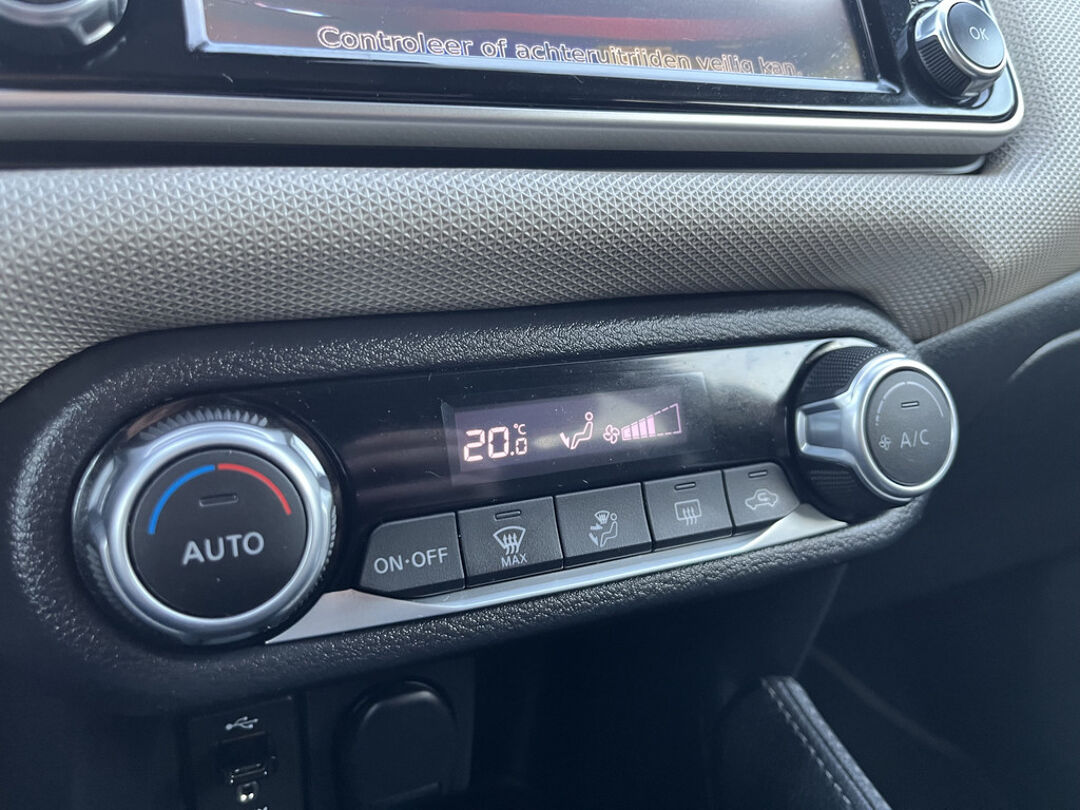 Controleer of achteruitrijden veilig kan.
OK
20.0 °C
A/C
AUTO
ON·OFF
MAX